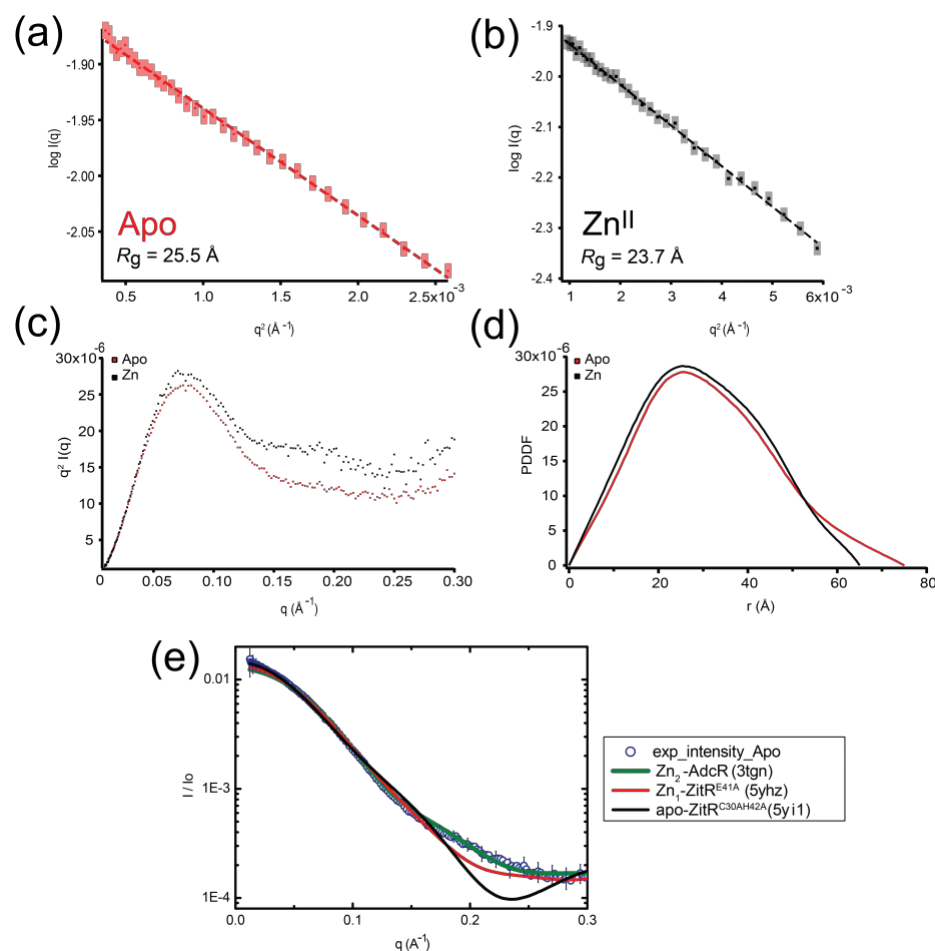 (a)
-1.90
-1.95
-2.00
-2.05
log I(q)
Apo
Rg = 25.5 Å
0.5
1.0
1.5
2.0
2.5x10⁻³
q² (Å⁻¹)
(b)
-1.9
-2.0
-2.1
-2.2
-2.3
-2.4
log I(q)
Znᴵᴵ
Rg = 23.7 Å
1
2
3
4
5
6x10⁻³
q² (Å⁻¹)
(c)
30x10⁻⁶
25
20
15
10
5
q² I(q)
Apo
Zn
0.05
0.10
0.15
0.20
0.25
0.30
q (Å⁻¹)
(d)
30x10⁻⁶
25
20
15
10
5
0
PDDF
Apo
Zn
0
20
40
60
80
r (Å)
(e)
0.01
1E-3
1E-4
I / Io
0.0
0.1
0.2
0.3
q (A⁻¹)
exp_intensity_Apo
Zn₂-AdcR (3tgn)
Zn₁-ZitRᴱ⁴¹ᴬ (5yhz)
apo-ZitRᶜ³⁰ᴬᴴ⁴²ᴬ (5yi1)